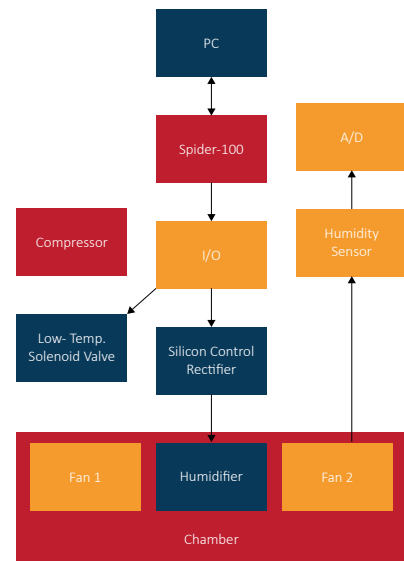 PC
Spider-100
A/D
Compressor
I/O
Humidity
Sensor
Low- Temp.
Solenoid Valve
Silicon Control
Rectifier
Fan 1
Humidifier
Fan 2
Chamber